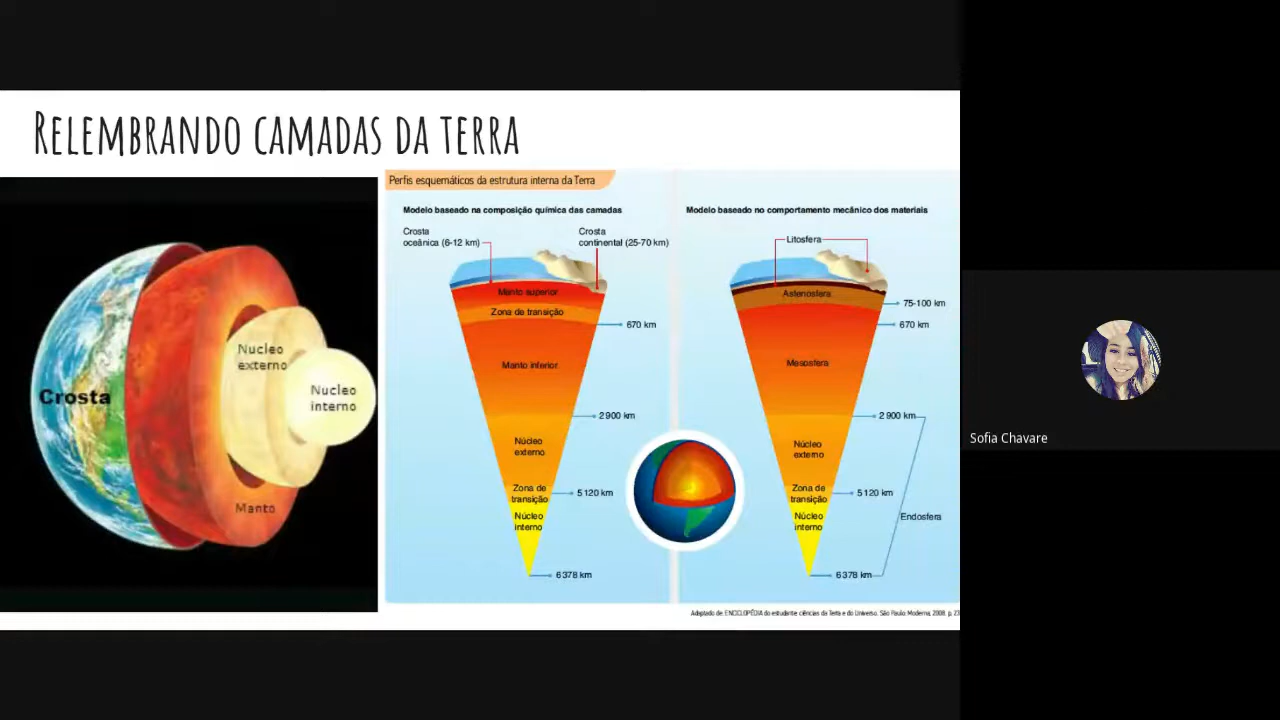 RELEMBRANDO CAMADAS DA TERRA
Crosta
Nucleo
externo
Nucleo
interno
Manto
Perfis esquemáticos da estrutura interna da Terra
Modelo baseado na composição química das camadas
Crosta
oceânica (6-12 km)
Crosta
continental (25-70 km)
Manto superior
Zona de transição
670 km
Manto inferior
2 900 km
Núcleo
externo
Zona de
transição
5 120 km
Núcleo
interno
6 378 km
Modelo baseado no comportamento mecânico dos materiais
Litosfera
Astenosfera
75-100 km
670 km
Mesosfera
2 900 km
Núcleo
externo
Zona de
transição
5 120 km
Núcleo
interno
Endosfera
6 378 km
Adaptado de: ENCICLOPÉDIA do estudante: ciências da Terra e do Universo. São Paulo: Moderna, 2008. p.
Sofia Chavare